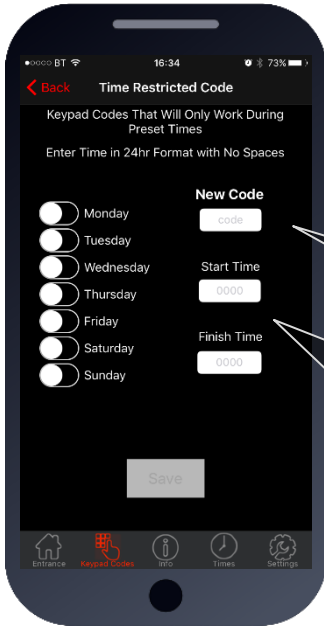 BT 16:34 73%
Back Time Restricted Code
Keypad Codes That Will Only Work During
Preset Times
Enter Time in 24hr Format with No Spaces
New Code
code
Monday
Tuesday
Wednesday
Thursday
Friday
Saturday
Sunday
Start Time
0000
Finish Time
0000
Save
Entrance Keypad Codes Info Times Settings